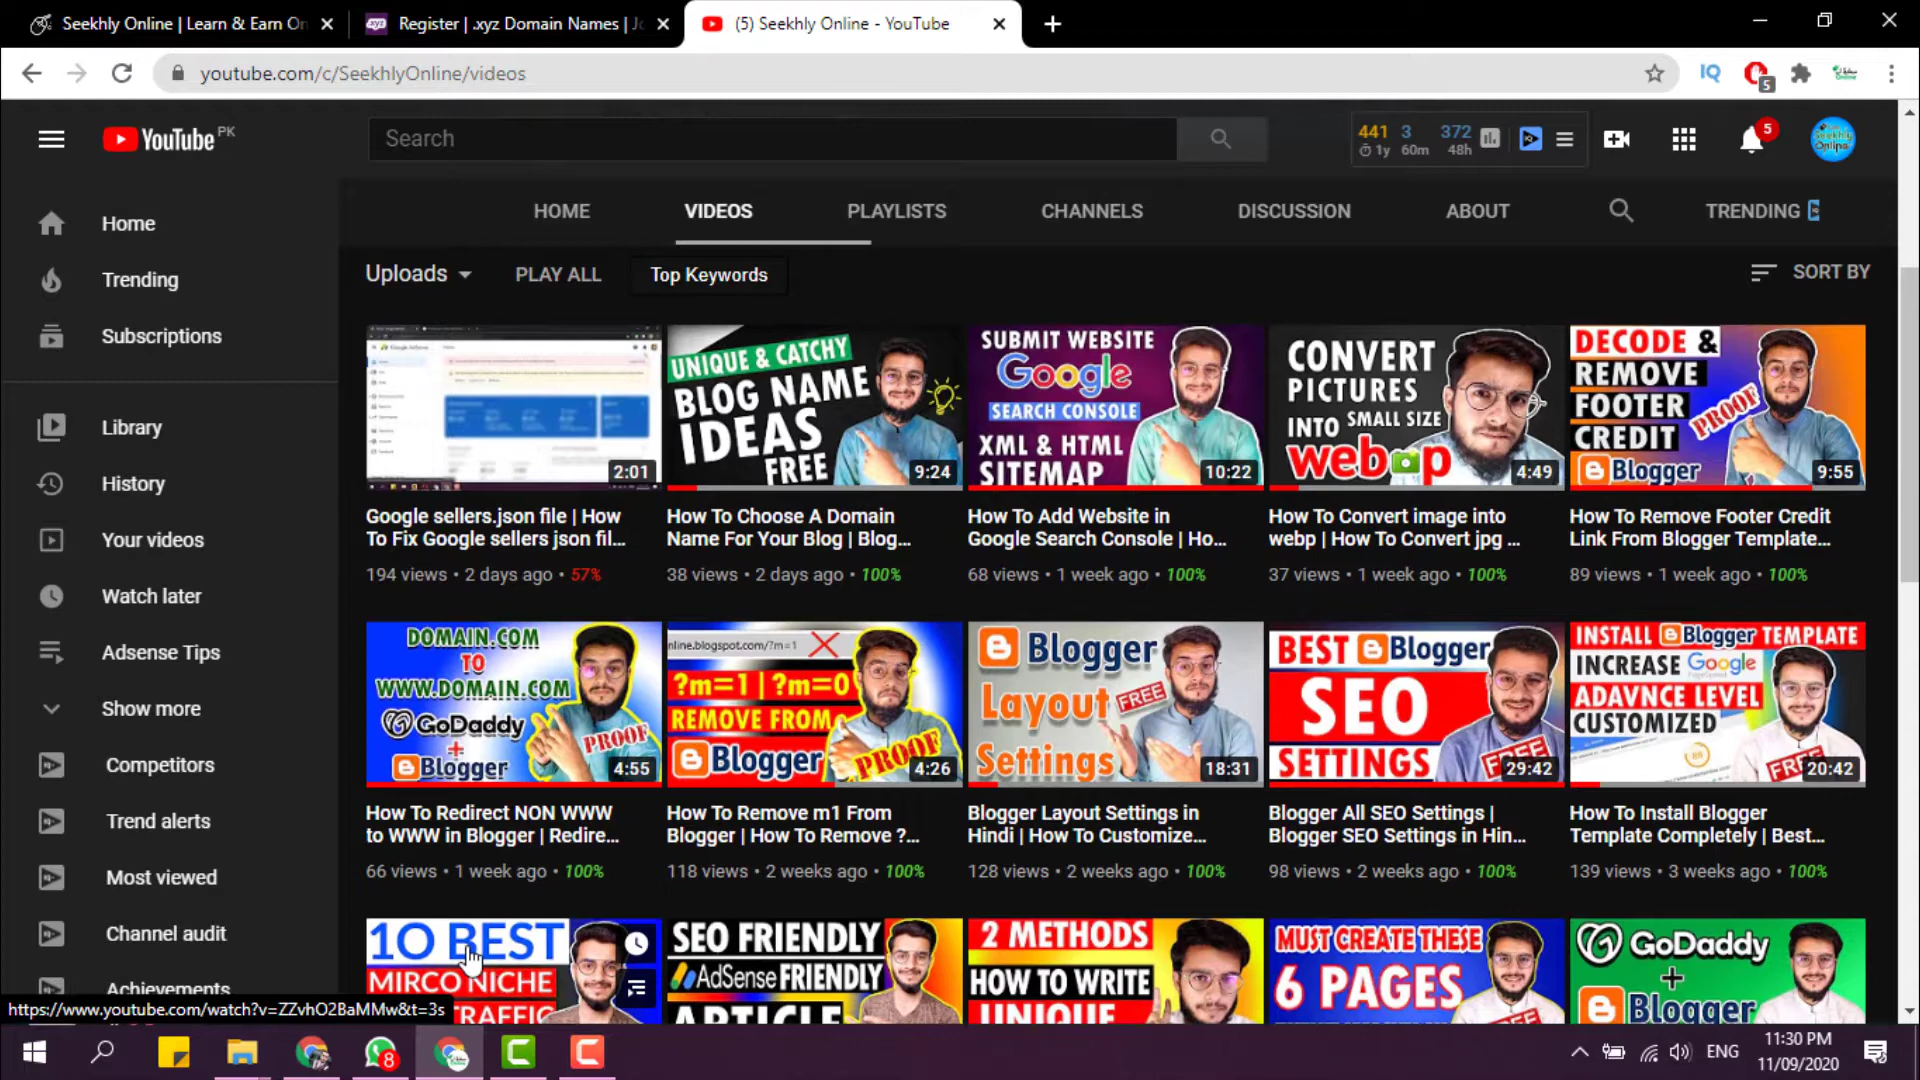 Seekhly Online | Learn & Earn On
Register | .xyz Domain Names | Jo
(5) Seekhly Online - YouTube
youtube.com/c/SeekhlyOnline/videos
IQ
5
YouTube PK
Search
441 3 372
1y 60m 48h
5
HOME VIDEOS PLAYLISTS CHANNELS DISCUSSION ABOUT TRENDING
Home
Trending
Subscriptions
Library
History
Your videos
Watch later
Adsense Tips
Show more
Competitors
Trend alerts
Most viewed
Channel audit
Achievements
Uploads PLAY ALL Top Keywords SORT BY
2:01
Google sellers.json file | How
To Fix Google sellers json fil...
194 views • 2 days ago • 57%
UNIQUE & CATCHY
BLOG NAME
IDEAS
FREE
9:24
How To Choose A Domain
Name For Your Blog | Blog...
38 views • 2 days ago • 100%
SUBMIT WEBSITE
Google
SEARCH CONSOLE
XML & HTML
SITEMAP
10:22
How To Add Website in
Google Search Console | Ho...
68 views • 1 week ago • 100%
CONVERT
PICTURES
INTO SMALL SIZE
webp
4:49
How To Convert image into
webp | How To Convert jpg ...
37 views • 1 week ago • 100%
DECODE &
REMOVE
FOOTER
CREDIT
PROOF
Blogger
9:55
How To Remove Footer Credit
Link From Blogger Template...
89 views • 1 week ago • 100%
DOMAIN.COM
TO
WWW.DOMAIN.COM
GoDaddy
+
PROOF
Blogger
4:55
How To Redirect NON WWW
to WWW in Blogger | Redire...
66 views • 1 week ago • 100%
nline.blogspot.com/?m=1
?m=1 | ?m=0
REMOVE FROM
Blogger
PROOF
4:26
How To Remove m1 From
Blogger | How To Remove ?...
118 views • 2 weeks ago • 100%
Blogger
Layout FREE
Settings
18:31
Blogger Layout Settings in
Hindi | How To Customize...
128 views • 2 weeks ago • 100%
BEST Blogger
SEO
SETTINGS
FREE
29:42
Blogger All SEO Settings |
Blogger SEO Settings in Hin...
98 views • 2 weeks ago • 100%
INSTALL Blogger TEMPLATE
INCREASE Google
ADAVNCE LEVEL
CUSTOMIZED
FREE
20:42
How To Install Blogger
Template Completely | Best...
139 views • 3 weeks ago • 100%
10 BEST
MIRCO NICHE
TRAFFIC
SEO FRIENDLY
AdSense FRIENDLY
ARTICLE
2 METHODS
HOW TO WRITE
UNIQUE
MUST CREATE THESE
6 PAGES
GoDaddy
+
Blogger
https://www.youtube.com/watch?v=ZZvhO2BaMMw&t=3s
8
ENG
11:30 PM
11/09/2020